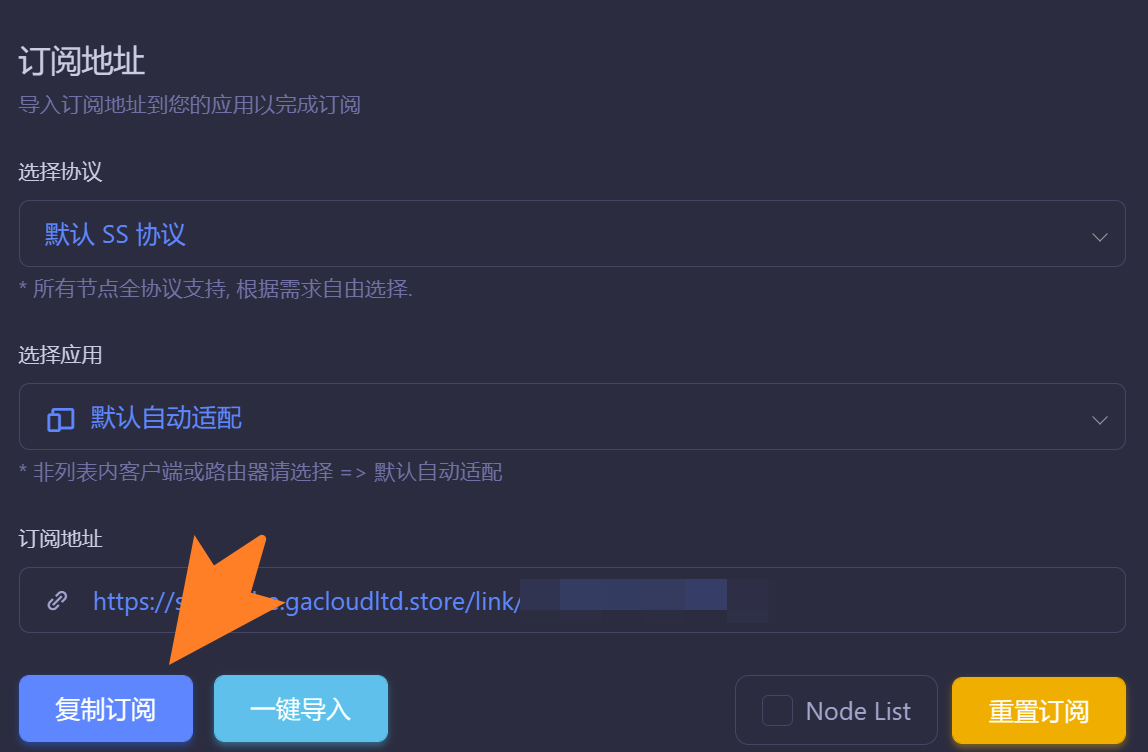 订阅地址
导入订阅地址到您的应用以完成订阅
选择协议
默认 SS 协议
* 所有节点全协议支持, 根据需求自由选择.
选择应用
默认自动适配
* 非列表内客户端或路由器请选择 => 默认自动适配
订阅地址
https://s .gacloudltd.store/link/
复制订阅 一键导入 Node List 重置订阅